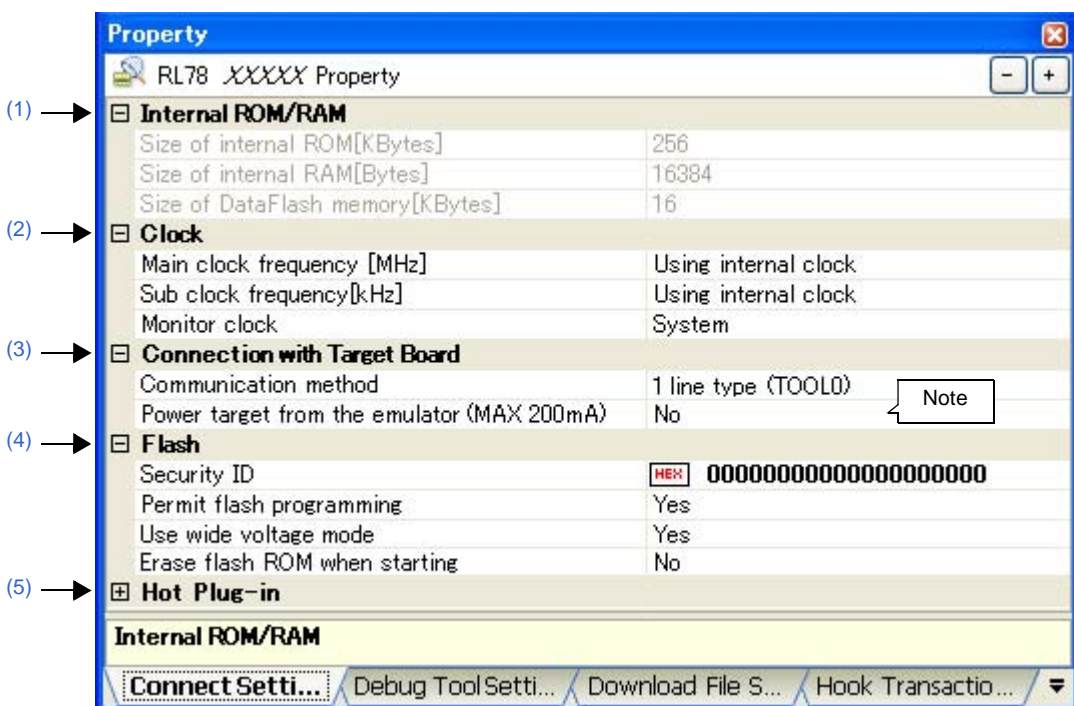 Property
RL78 XXXXX Property
- +
(1) Internal ROM/RAM
Size of internal ROM[KBytes] 256
Size of internal RAM[Bytes] 16384
Size of DataFlash memory[KBytes] 16
(2) Clock
Main clock frequency [MHz] Using internal clock
Sub clock frequency[kHz] Using internal clock
Monitor clock System
(3) Connection with Target Board
Communication method 1 line type (TOOL0)
Note
Power target from the emulator (MAX 200mA) No
(4) Flash
Security ID HEX 00000000000000000000
Permit flash programming Yes
Use wide voltage mode Yes
Erase flash ROM when starting No
(5) Hot Plug-in
Internal ROM/RAM
Connect Setti... Debug Tool Setti... Download File S... Hook Transactio...